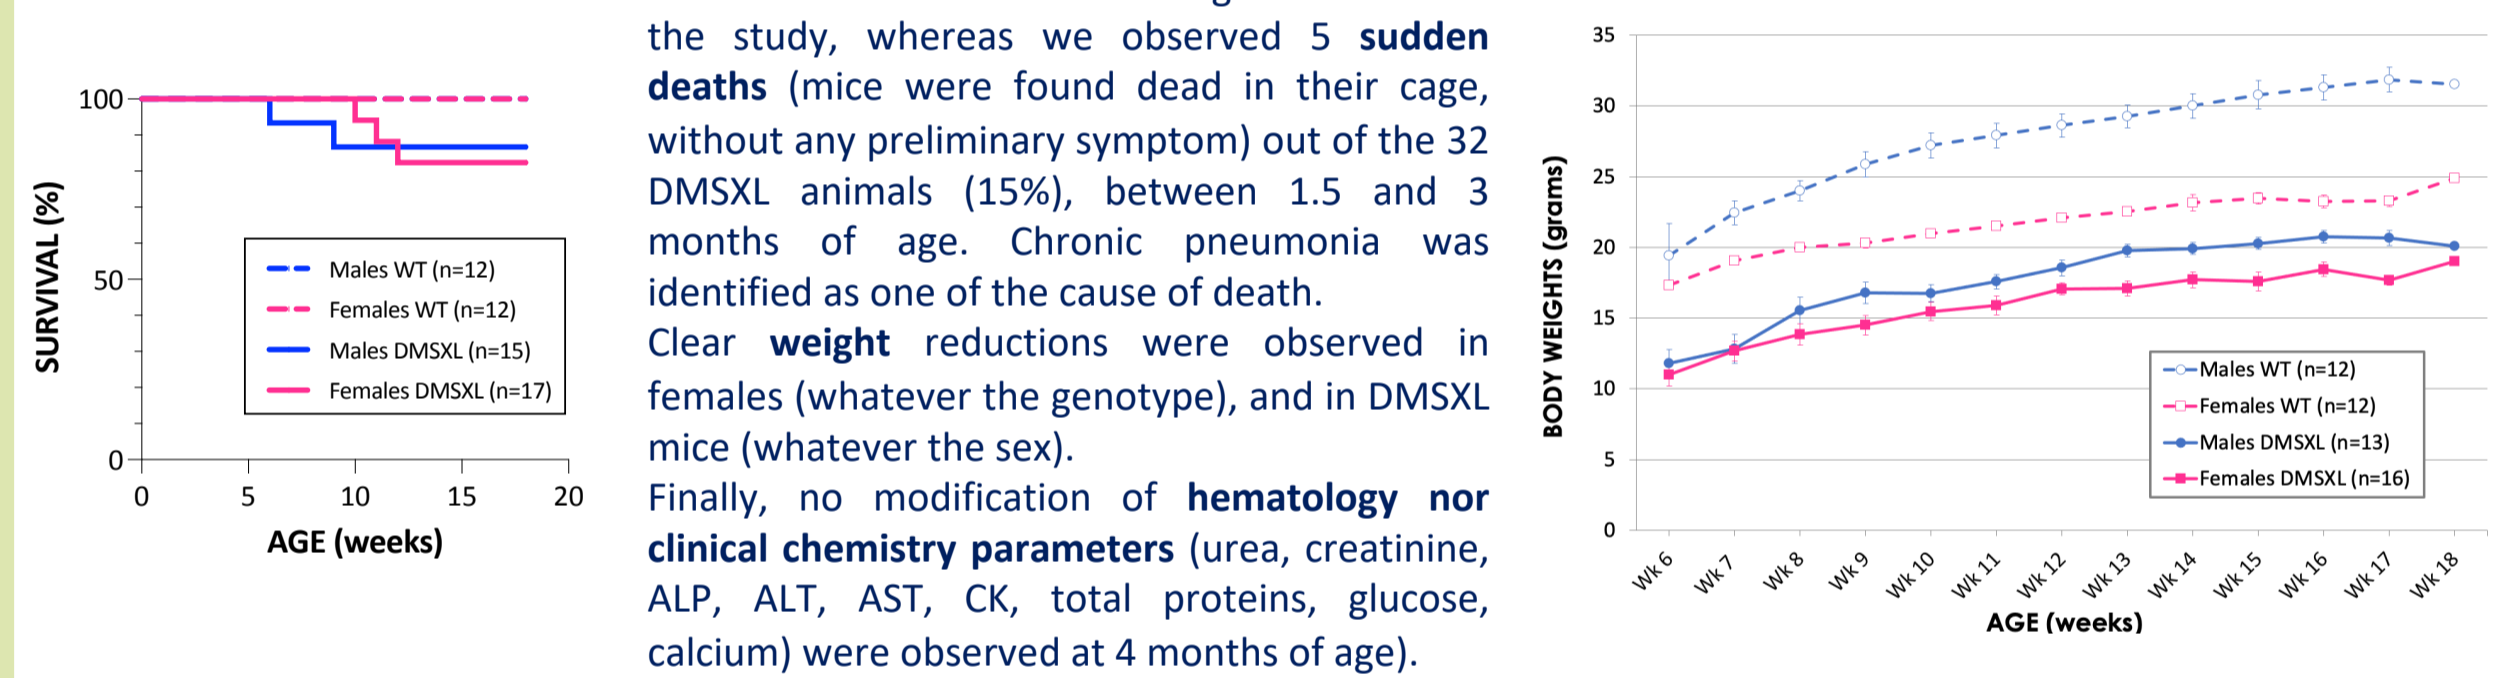 100
50
0
0
5
10
15
20
SURVIVAL (%)
AGE (weeks)
Males WT (n=12)
Females WT (n=12)
Males DMSXL (n=15)
Females DMSXL (n=17)
the study, whereas we observed 5 sudden
deaths (mice were found dead in their cage,
without any preliminary symptom) out of the 32
DMSXL animals (15%), between 1.5 and 3
months of age. Chronic pneumonia was
identified as one of the cause of death.
Clear weight reductions were observed in
females (whatever the genotype), and in DMSXL
mice (whatever the sex).
Finally, no modification of hematology nor
clinical chemistry parameters (urea, creatinine,
ALP, ALT, AST, CK, total proteins, glucose,
calcium) were observed at 4 months of age).
35
30
25
20
15
10
5
0
BODY WEIGHTS (grams)
Wk 6
Wk 7
Wk 8
Wk 9
Wk 10
Wk 11
Wk 12
Wk 13
Wk 14
Wk 15
Wk 16
Wk 17
Wk 18
AGE (weeks)
Males WT (n=12)
Females WT (n=12)
Males DMSXL (n=13)
Females DMSXL (n=16)